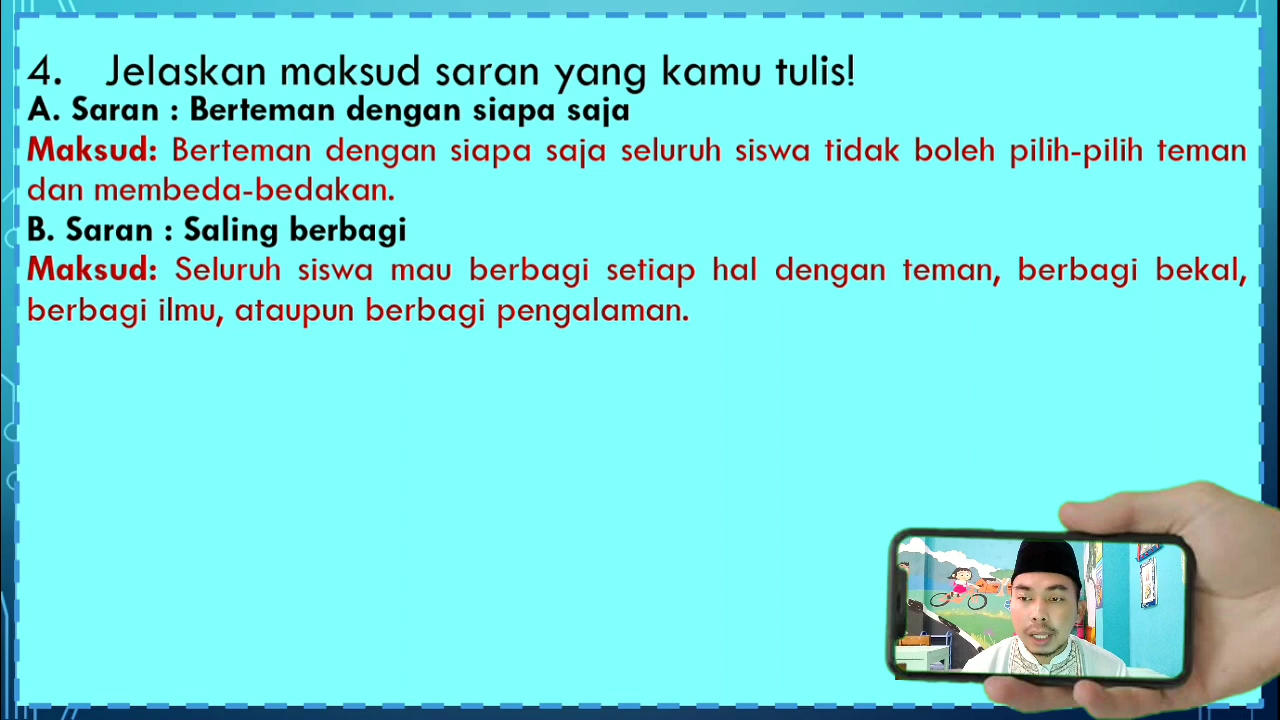 4. Jelaskan maksud saran yang kamu tulis!
A. Saran : Berteman dengan siapa saja
Maksud: Berteman dengan siapa saja seluruh siswa tidak boleh pilih-pilih teman
dan membeda-bedakan.
B. Saran : Saling berbagi
Maksud: Seluruh siswa mau berbagi setiap hal dengan teman, berbagi bekal,
berbagi ilmu, ataupun berbagi pengalaman.